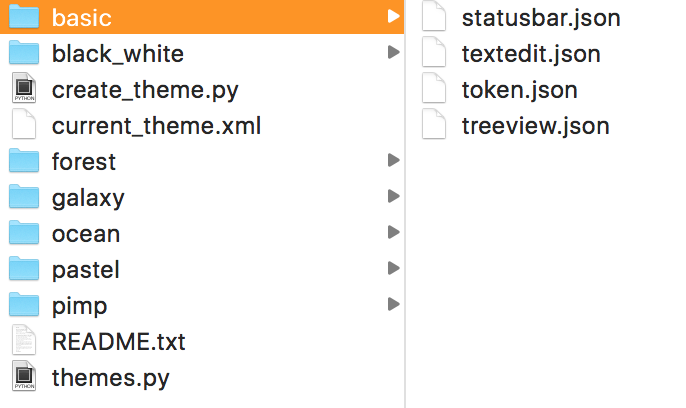 basic
black_white
create_theme.py
current_theme.xml
forest
galaxy
ocean
pastel
pimp
README.txt
themes.py
statusbar.json
textedit.json
token.json
treeview.json
PYTHON
PYTHON